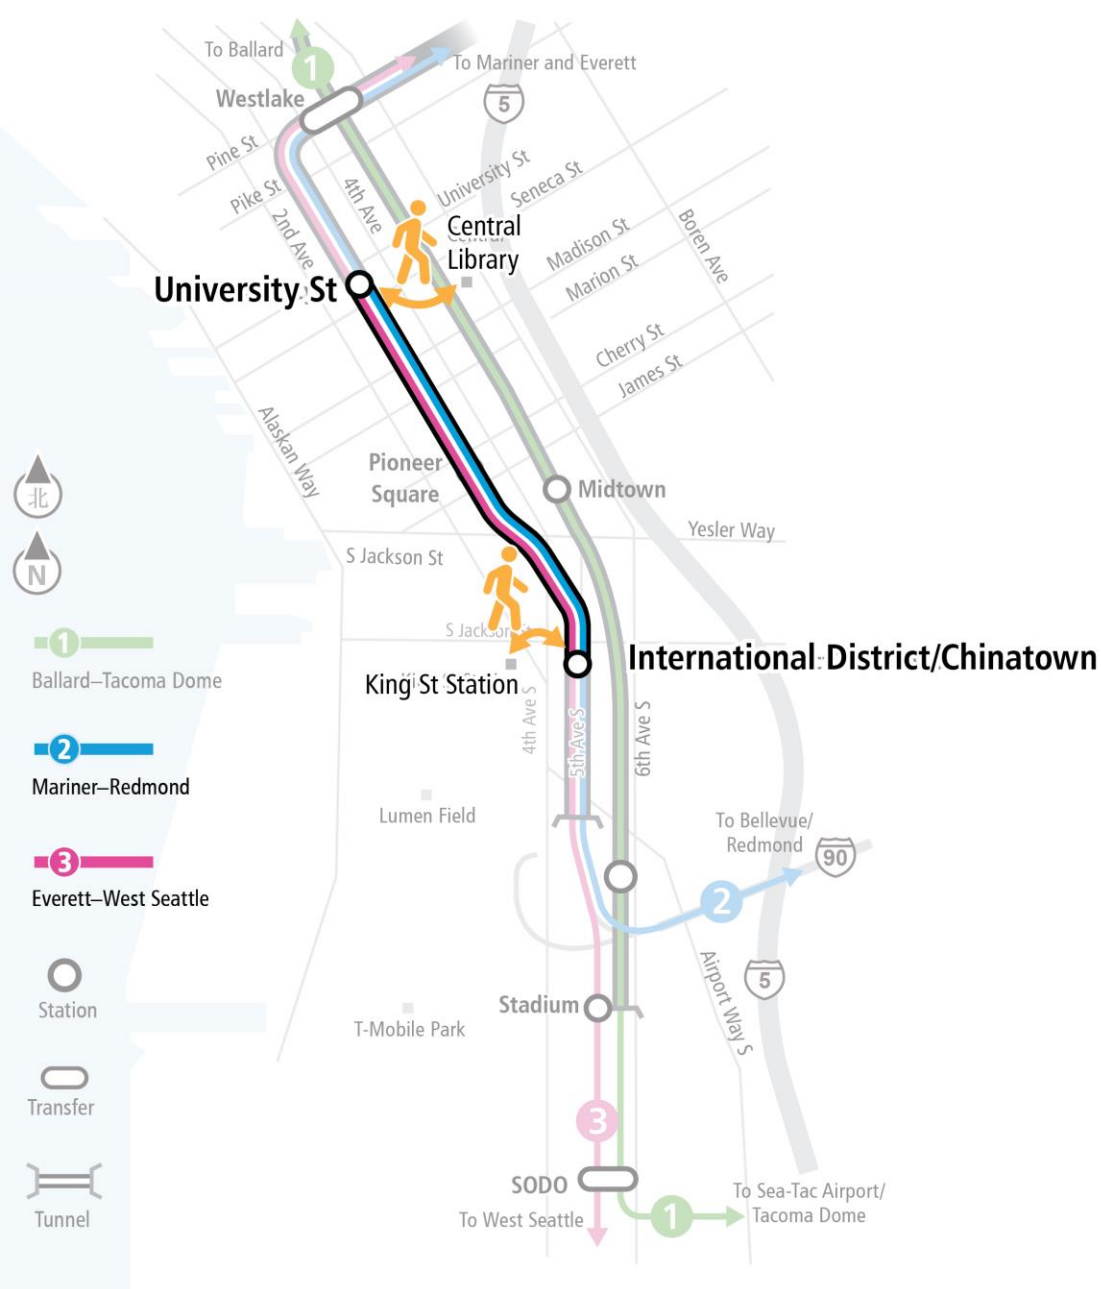 To Ballard
1
To Mariner and Everett
Westlake
5
Pine St
Pike St
4th Ave
2nd Ave
University St
Seneca St
Central
Library
Madison St
Marion St
Boren Ave
University St
Cherry St
James St
Alaskan Way
Pioneer
Square
Midtown
北
N
Yesler Way
S Jackson St
S Jackson St
International District/Chinatown
King St Station
4th Ave S
5th Ave S
6th Ave S
1
Ballard–Tacoma Dome
2
Mariner–Redmond
3
Everett–West Seattle
Lumen Field
To Bellevue/
Redmond
90
2
Airport Way S
5
Station
Stadium
T-Mobile Park
Transfer
3
SODO
To West Seattle
1
To Sea-Tac Airport/
Tacoma Dome
Tunnel